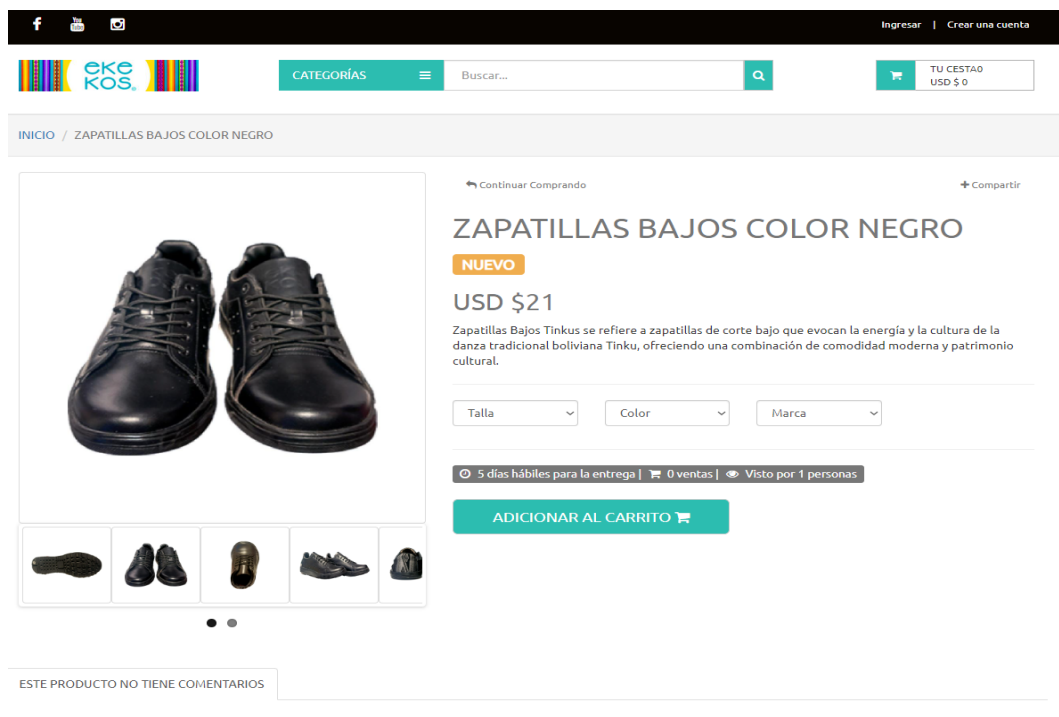 f
You
Tube
Ingresar | Crear una cuenta
eke
KOS®
CATEGORÍAS
Buscar...
TU CESTA0
USD $ 0
INICIO / ZAPATILLAS BAJOS COLOR NEGRO
Continuar Comprando
Compartir
ZAPATILLAS BAJOS COLOR NEGRO
NUEVO
USD $21
Zapatillas Bajos Tinkus se refiere a zapatillas de corte bajo que evocan la energía y la cultura de la
danza tradicional boliviana Tinku, ofreciendo una combinación de comodidad moderna y patrimonio
cultural.
Talla
Color
Marca
5 días hábiles para la entrega | 0 ventas | Visto por 1 personas
ADICIONAR AL CARRITO
ESTE PRODUCTO NO TIENE COMENTARIOS